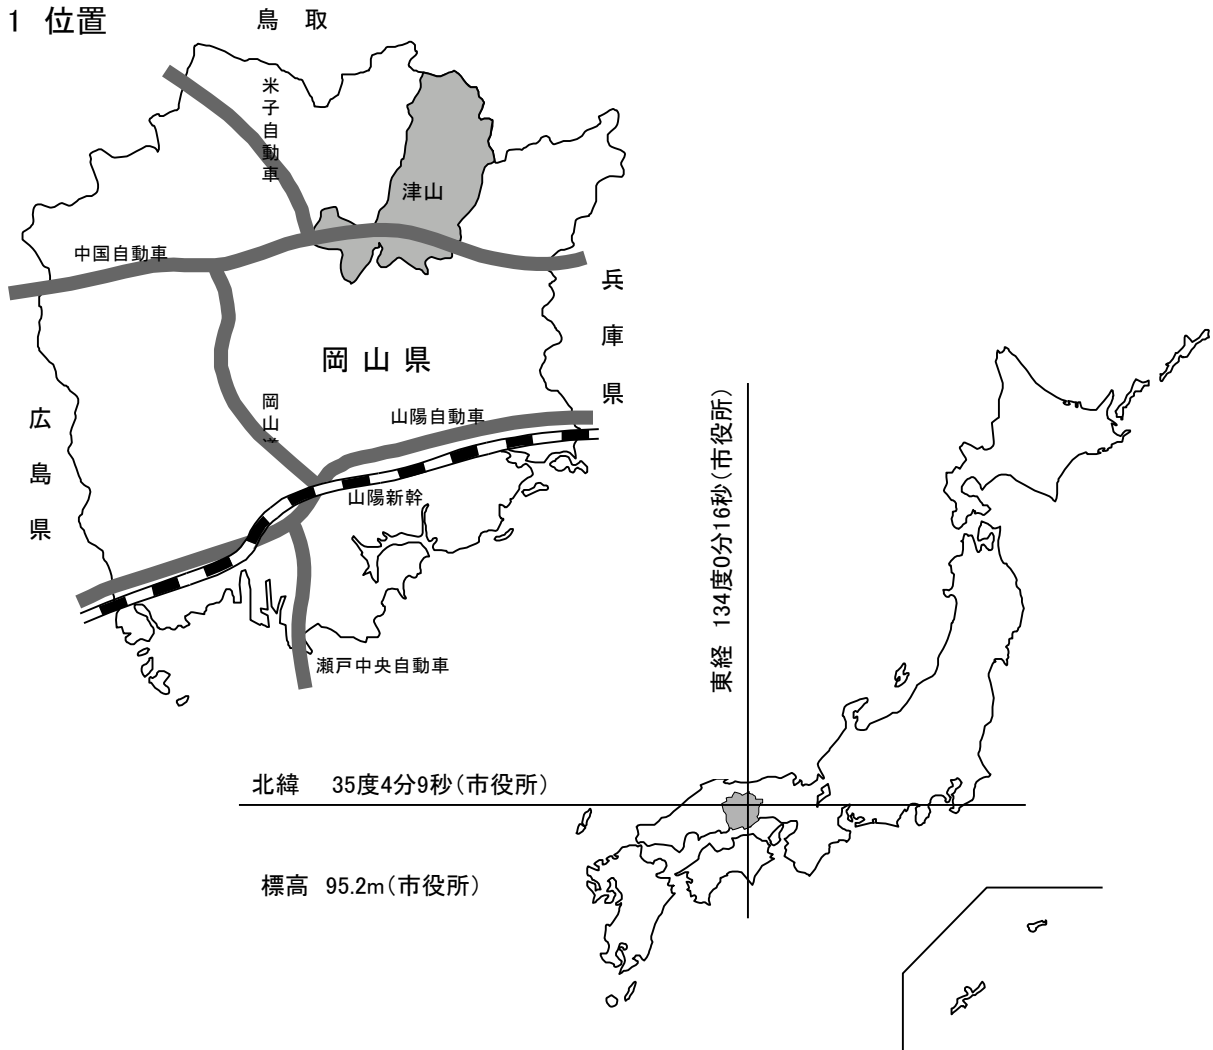 1 位置
鳥 取
米子自動車
津山
中国自動車
兵庫県
岡山県
広島県
岡山道
山陽自動車
山陽新幹
瀬戸中央自動車
東経 134度0分16秒(市役所)
北緯 35度4分9秒(市役所)
標高 95.2m(市役所)